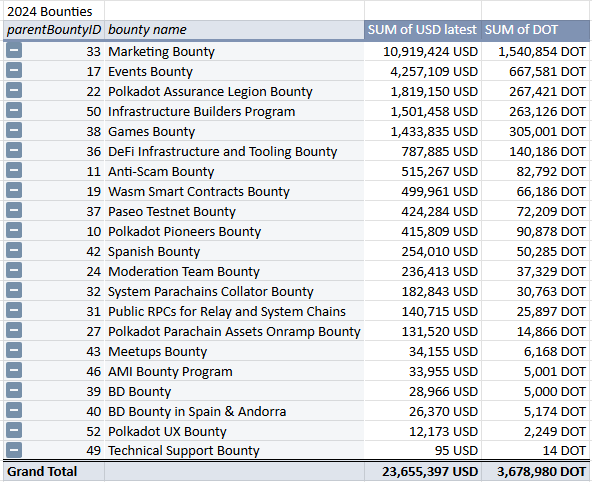 2024 Bounties
parentBountyID bounty name SUM of USD latest SUM of DOT
33 Marketing Bounty 10,919,424 USD 1,540,854 DOT
17 Events Bounty 4,257,109 USD 667,581 DOT
22 Polkadot Assurance Legion Bounty 1,819,150 USD 267,421 DOT
50 Infrastructure Builders Program 1,501,458 USD 263,126 DOT
38 Games Bounty 1,433,835 USD 305,001 DOT
36 DeFi Infrastructure and Tooling Bounty 787,885 USD 140,186 DOT
11 Anti-Scam Bounty 515,267 USD 82,792 DOT
19 Wasm Smart Contracts Bounty 499,961 USD 66,186 DOT
37 Paseo Testnet Bounty 424,284 USD 72,209 DOT
10 Polkadot Pioneers Bounty 415,809 USD 90,878 DOT
42 Spanish Bounty 254,010 USD 50,285 DOT
24 Moderation Team Bounty 236,413 USD 37,329 DOT
32 System Parachains Collator Bounty 182,843 USD 30,763 DOT
31 Public RPCs for Relay and System Chains 140,715 USD 25,897 DOT
27 Polkadot Parachain Assets Onramp Bounty 131,520 USD 14,866 DOT
43 Meetups Bounty 34,155 USD 6,168 DOT
46 AMI Bounty Program 33,955 USD 5,001 DOT
39 BD Bounty 28,966 USD 5,000 DOT
40 BD Bounty in Spain & Andorra 26,370 USD 5,174 DOT
52 Polkadot UX Bounty 12,173 USD 2,249 DOT
49 Technical Support Bounty 95 USD 14 DOT
Grand Total 23,655,397 USD 3,678,980 DOT